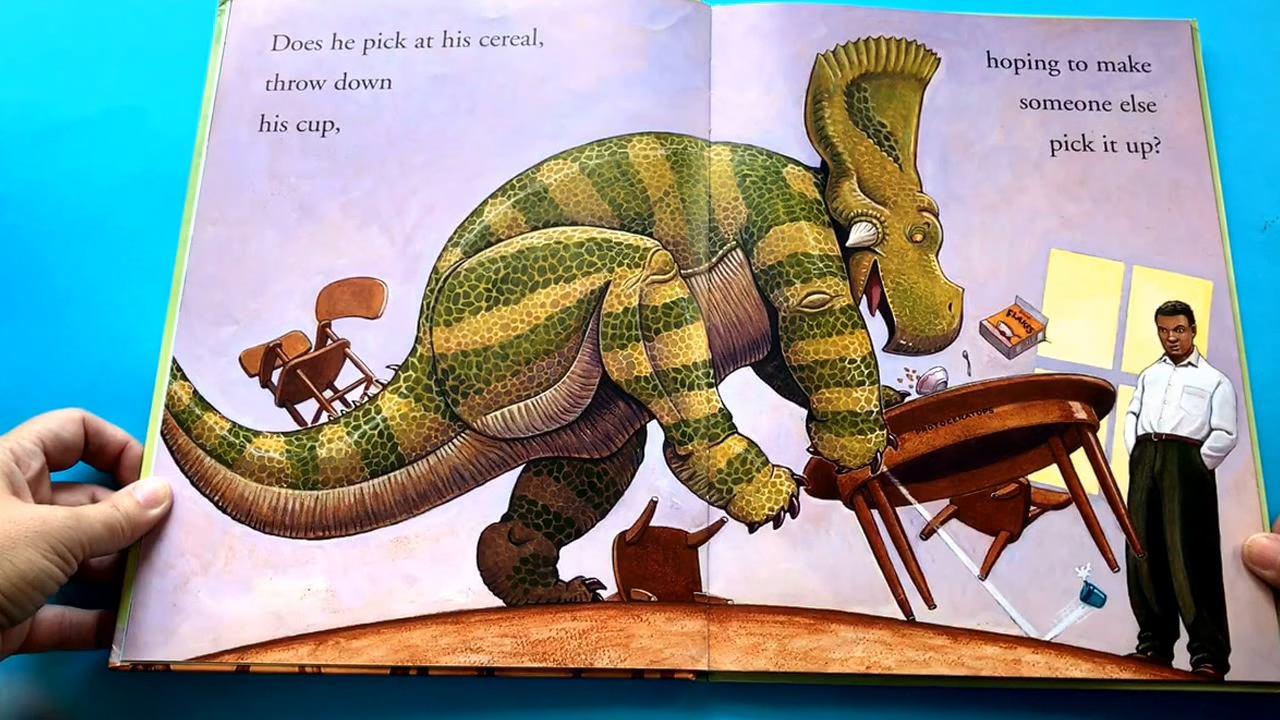 Does he pick at his cereal,
throw down
his cup,
hoping to make
someone else
pick it up?
FLAKES
PROTOCERATOPS